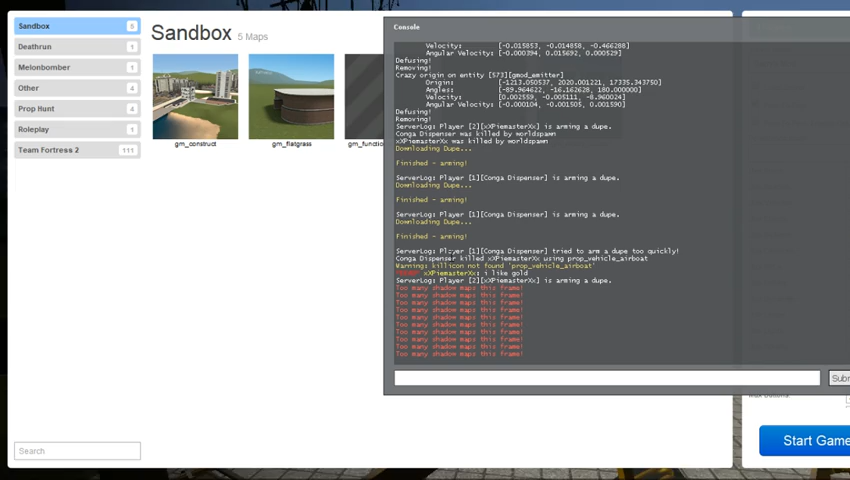 Sandbox 5
Deathrun 1
Melonbomber 1
Other 4
Prop Hunt 4
Roleplay 1
Team Fortress 2 111
Search
Sandbox 5 Maps
gm_construct
gm_flatgrass
gm_functio
Console
Velocity: [-0.015853, -0.014858, -0.466288]
Angular Velocity: [-0.000394, 0.015692, 0.000529]
Defusing!
Removing!
Crazy origin on entity [573][gmod_emitter]
Origin: [-1213.050537, 2020.001221, 17335.343750]
Angles: [-89.964622, -16.162628, 180.000000]
Velocity: [0.002559, -0.005111, -8.960024]
Angular Velocity: [-0.000104, -0.001505, 0.001590]
Defusing!
Removing!
ServerLog: Player [2][xXPiemasterXx] is arming a dupe.
Conga Dispenser was killed by worldspawn
xXPiemasterXx was killed by worldspawn
Downloading Dupe...
Finished - arming!
ServerLog: Player [1][Conga Dispenser] is arming a dupe.
Downloading Dupe...
Finished - arming!
ServerLog: Player [1][Conga Dispenser] is arming a dupe.
Downloading Dupe...
Finished - arming!
ServerLog: Player [1][Conga Dispenser] tried to arm a dupe too quickly!
Conga Dispenser killed xXPiemasterXx using prop_vehicle_airboat
Warning: killicon not found 'prop_vehicle_airboat'
xXPiemasterXx: i like gold
ServerLog: Player [2][xXPiemasterXx] is arming a dupe.
Too many shadow maps this frame!
Too many shadow maps this frame!
Too many shadow maps this frame!
Too many shadow maps this frame!
Too many shadow maps this frame!
Too many shadow maps this frame!
Too many shadow maps this frame!
Too many shadow maps this frame!
Too many shadow maps this frame!
Too many shadow maps this frame!
Subm
Start Game